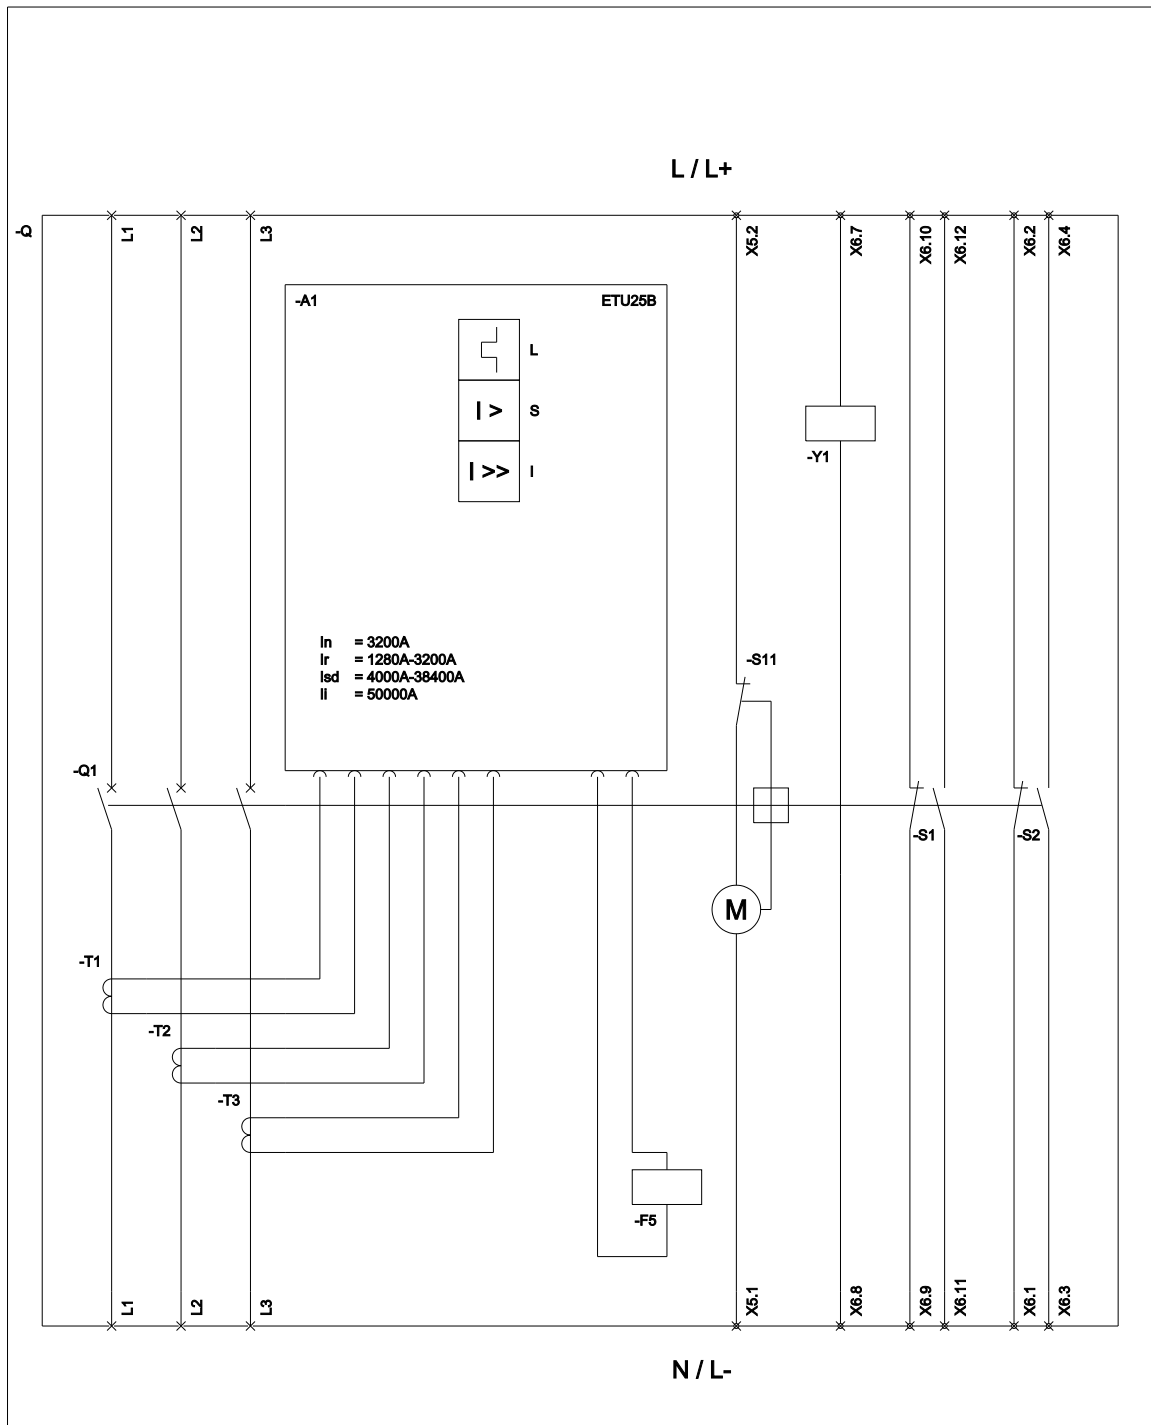 L / L+
-Q
L1
L2
L3
X5.2
X6.7
X6.10
X6.12
X6.2
X6.4
-A1
ETU25B
L
I >
S
I >>
I
-Y1
In = 3200A
Ir = 1280A-3200A
Isd = 4000A-38400A
Ii = 50000A
-S11
-Q1
-S1
-S2
M
-T1
-T2
-T3
-F5
L1
L2
L3
X5.1
X6.8
X6.9
X6.11
X6.1
X6.3
N / L-